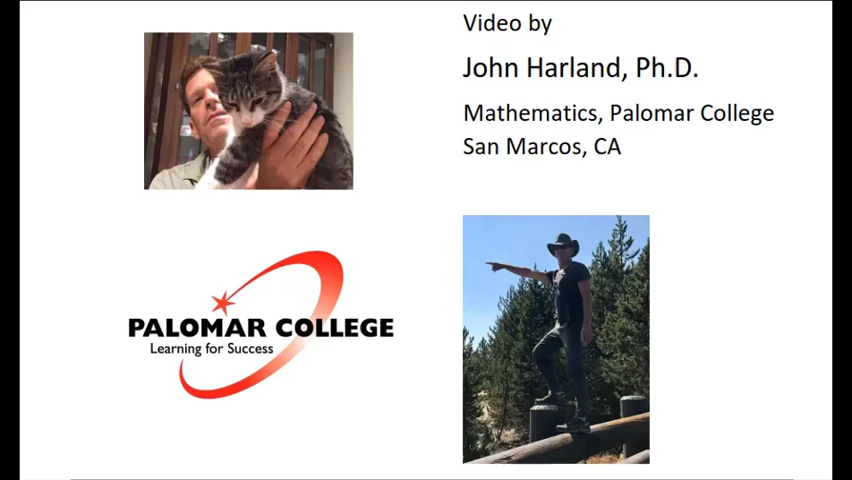 Video by
John Harland, Ph.D.
Mathematics, Palomar College
San Marcos, CA
PALOMAR COLLEGE
Learning for Success